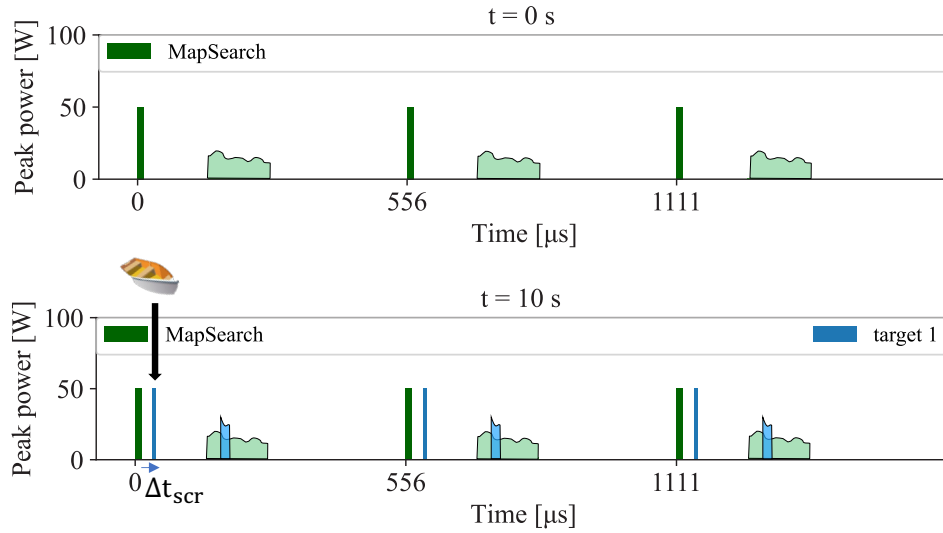 t = 0 s
Peak power [W]
100
50
0
MapSearch
0
556
1111
Time [μs]
t = 10 s
Peak power [W]
100
50
0
MapSearch
target 1
0
556
1111
Δtscr
Time [μs]